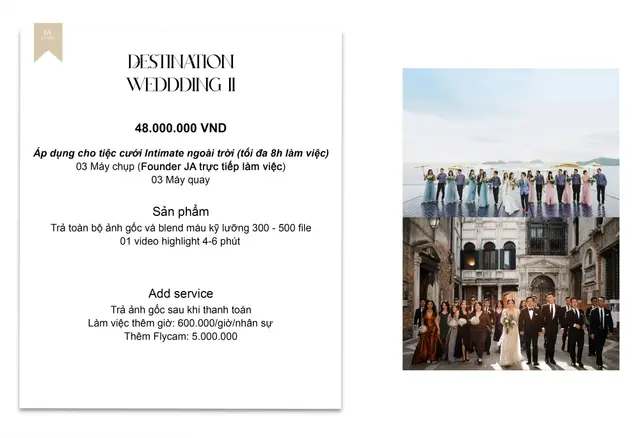 JA
DESTINATION
WEDDDING II
48.000.000 VND
Áp dụng cho tiệc cưới Intimate ngoài trời (tối đa 8h làm việc)
03 Máy chụp (Founder JA trực tiếp làm việc)
03 Máy quay
Sản phẩm
Trả toàn bộ ảnh gốc và blend màu kỹ lưỡng 300 - 500 file
01 video highlight 4-6 phút
Add service
Trả ảnh gốc sau khi thanh toán
Làm việc thêm giờ: 600.000/giờ/nhân sự
Thêm Flycam: 5.000.000